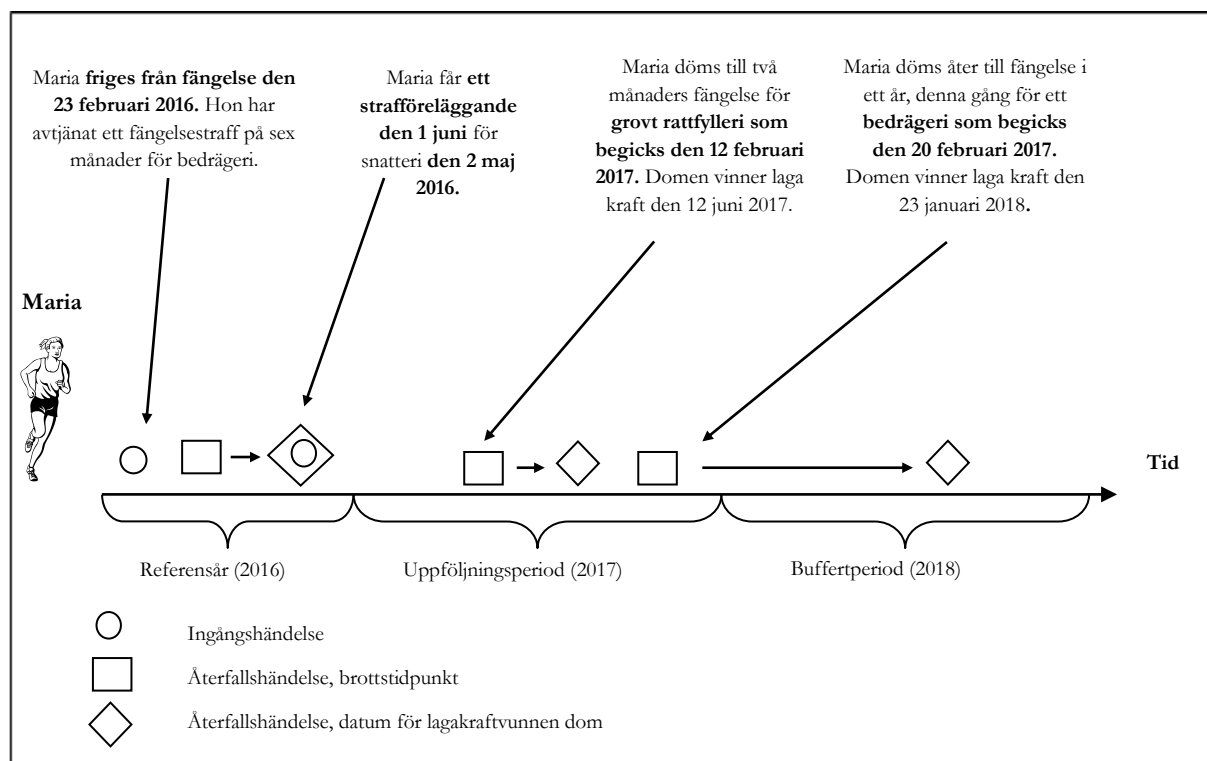 Maria friges från fängelse den
23 februari 2016. Hon har
avtjänat ett fängelsestraff på sex
månader för bedrägeri.
Maria får ett
strafföreläggande
den 1 juni för
snatteri den 2 maj
2016.
Maria döms till två
månaders fängelse för
grovt rattfylleri som
begicks den 12 februari
2017. Domen vinner laga
kraft den 12 juni 2017.
Maria döms åter till fängelse i
ett år, denna gång för ett
bedrägeri som begicks
den 20 februari 2017.
Domen vinner laga kraft den
23 januari 2018.
Maria
Tid
Referensår (2016)
Uppföljningsperiod (2017)
Buffertperiod (2018)
Ingångshändelse
Återfallshändelse, brottstidpunkt
Återfallshändelse, datum för lagakraftvunnen dom